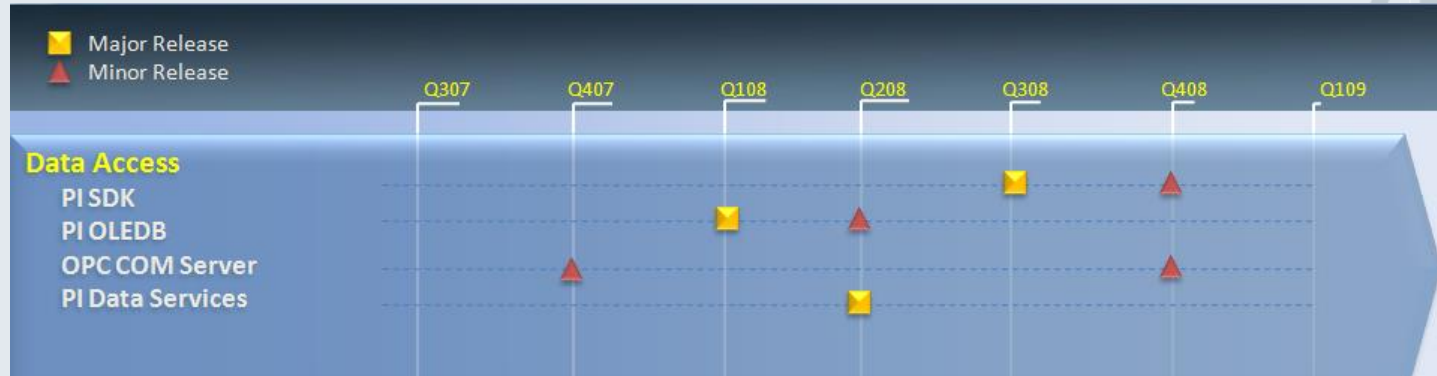 Major Release
Minor Release
Q307 Q407 Q108 Q208 Q308 Q408 Q109
Data Access
PI SDK
PI OLEDB
OPC COM Server
PI Data Services